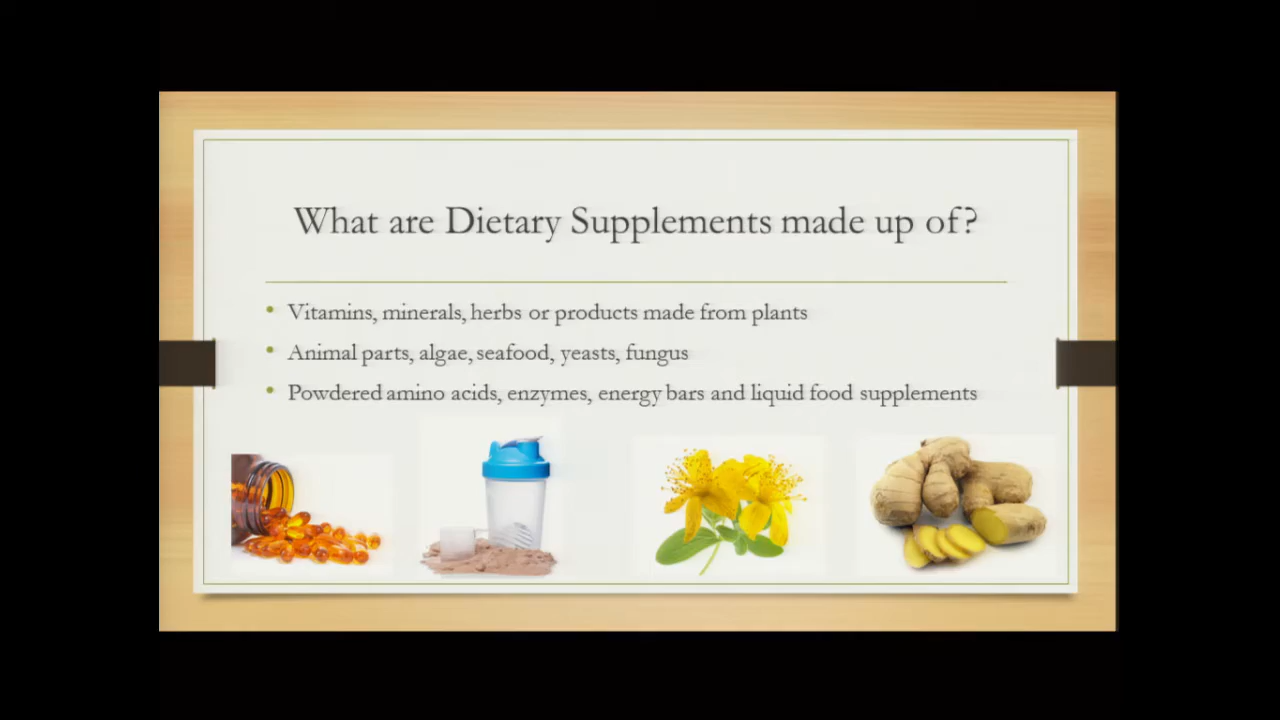 What are Dietary Supplements made up of?
• Vitamins, minerals, herbs or products made from plants
• Animal parts, algae, seafood, yeasts, fungus
• Powdered amino acids, enzymes, energy bars and liquid food supplements